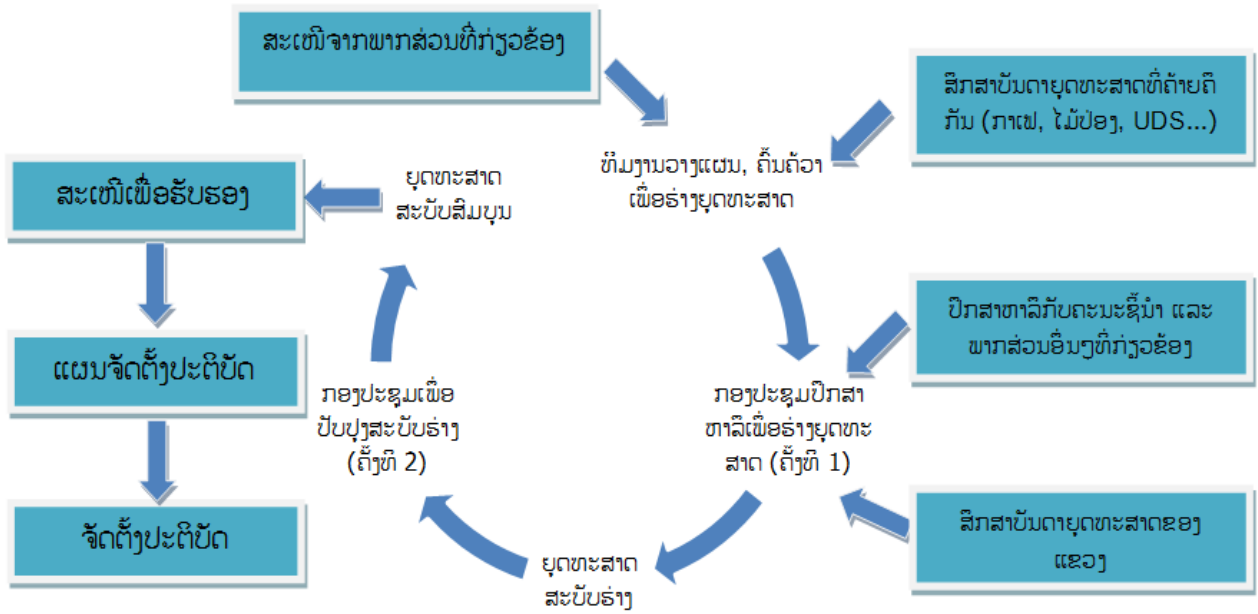 ສະເໜີຈາກພາກສ່ວນທີ່ກ່ຽວຂ້ອງ
ສຶກສາບັນດາຍຸດທະສາດທີ່ຄ້າຍຄື
ກັນ (ກາເຟ, ໄມ້ປ່ອງ, UDS...)
ທີມງານວາງແຜນ, ຄົ້ນຄ້ວາ
ເພື່ອຮ່າງຍຸດທະສາດ
ຍຸດທະສາດ
ສະບັບສົມບູນ
ສະເໜີເພື່ອຮັບຮອງ
ປຶກສາຫາລືກັບຄະນະຊີ້ນຳ ແລະ
ພາກສ່ວນອື່ນໆທີ່ກ່ຽວຂ້ອງ
ແຜນຈັດຕັ້ງປະຕິບັດ
ກອງປະຊຸມເພື່ອ
ປັບປຸງສະບັບຮ່າງ
(ຄັ້ງທີ 2)
ກອງປະຊຸມປຶກສາ
ຫາລືເພື່ອຮ່າງຍຸດທະ
ສາດ (ຄັ້ງທີ 1)
ສຶກສາບັນດາຍຸດທະສາດຂອງ
ແຂວງ
ຈັດຕັ້ງປະຕິບັດ
ຍຸດທະສາດ
ສະບັບຮ່າງ